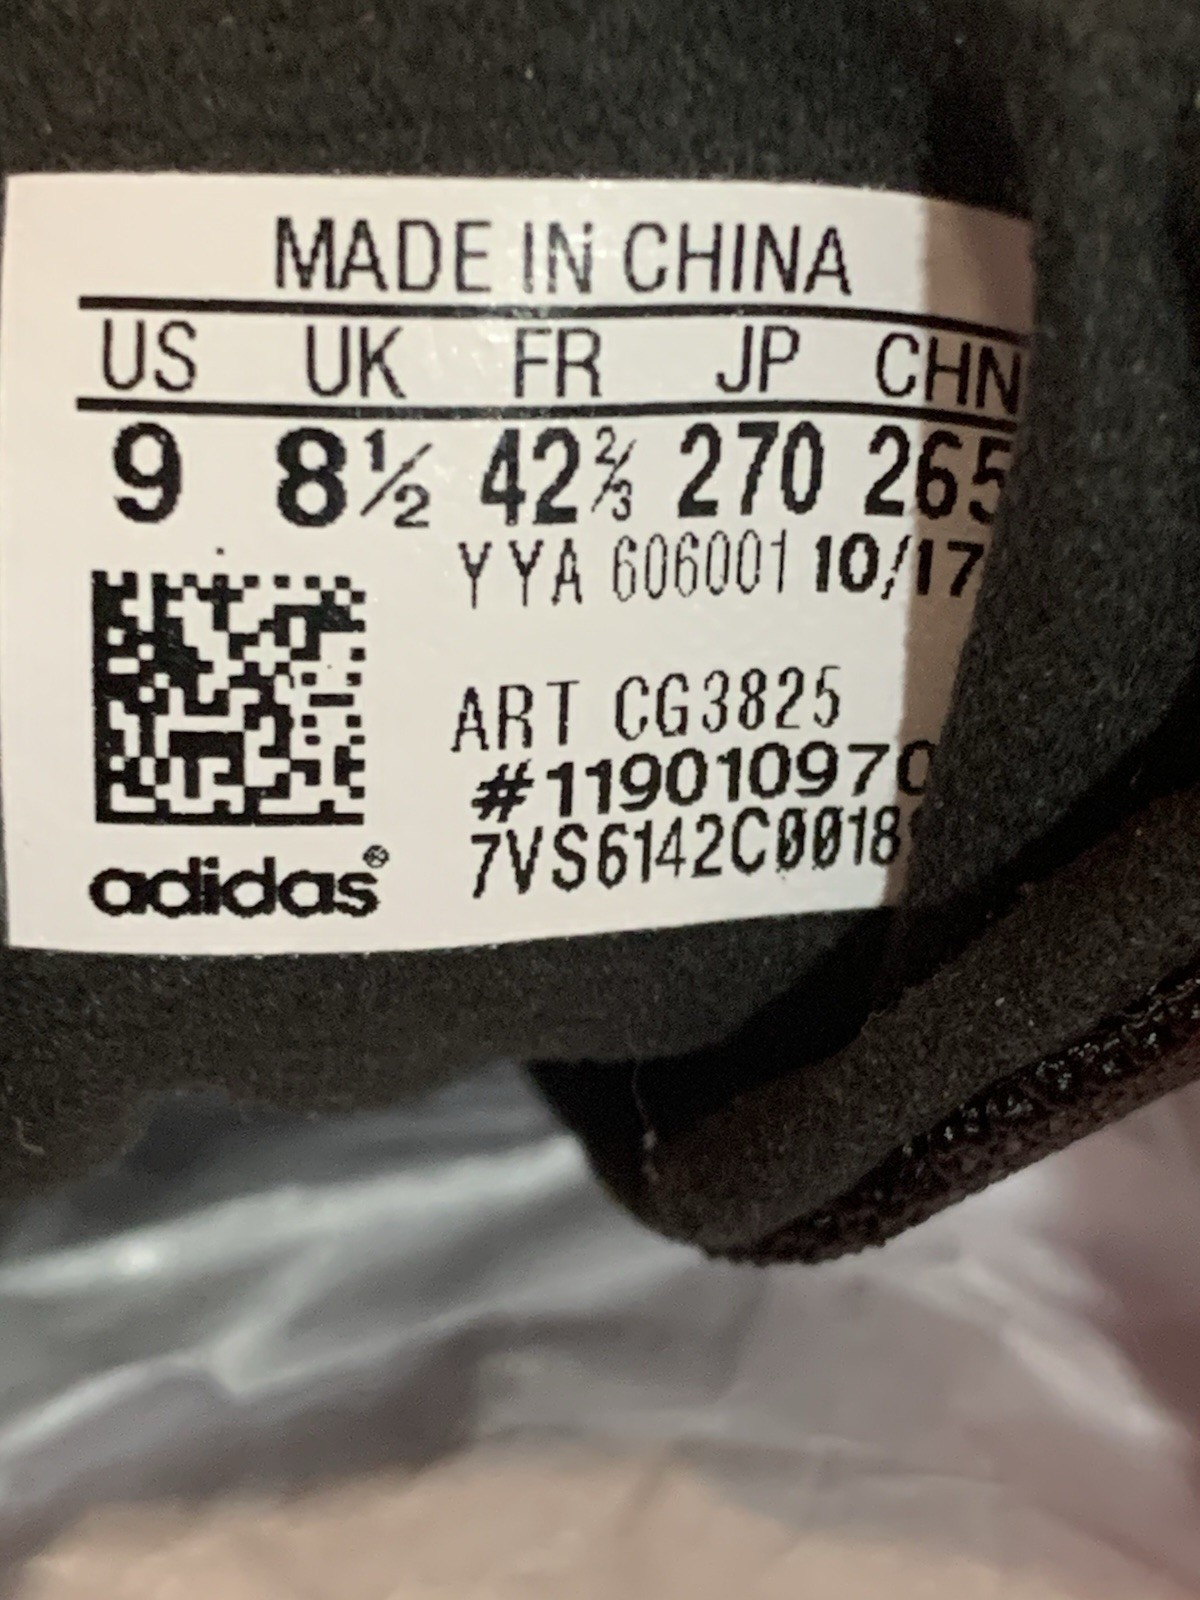 MADE IN CHINA
US UK FR JP CHN
9 8½ 42⅔ 270 265
YYA 606001 10/17
ART CG3825
#119010970
7VS6142C0018
adidas®